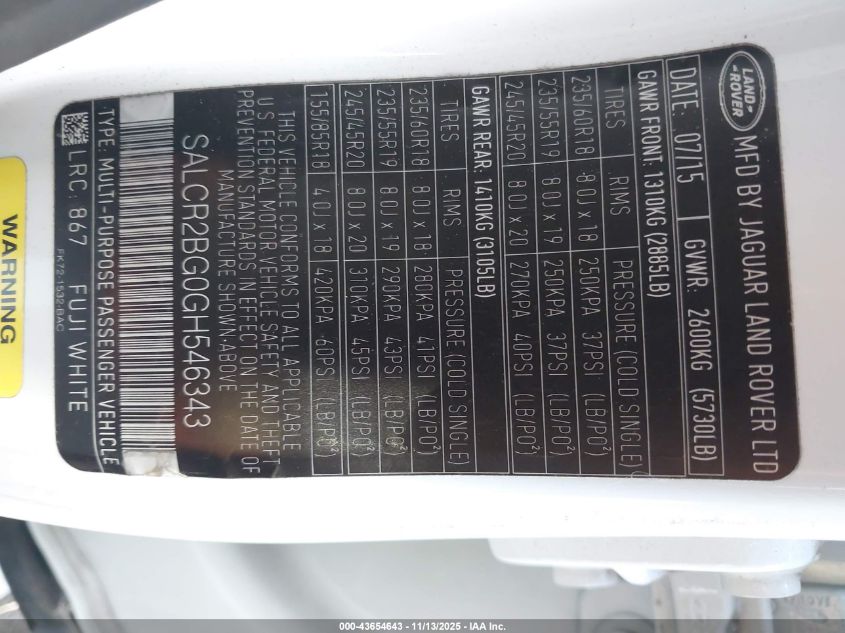 LAND
ROVER
MFD BY JAGUAR LAND ROVER LTD
DATE: 07/15 GVWR: 2600KG (5730LB)
GAWR FRONT: 1310KG (2885LB)
TIRES RIMS PRESSURE (COLD SINGLE)
235/60R18 8.0J x 18 250KPA 37PSI (LB/PO²)
235/55R19 8.0J x 19 250KPA 37PSI (LB/PO²)
245/45R20 8.0J x 20 270KPA 40PSI (LB/PO²)
GAWR REAR: 1410KG (3105LB)
TIRES RIMS PRESSURE (COLD SINGLE)
235/60R18 8.0J x 18 280KPA 41PSI (LB/PO²)
235/55R19 8.0J x 19 290KPA 43PSI (LB/PO²)
245/45R20 8.0J x 20 310KPA 45PSI (LB/PO²)
155/85R18 4.0J x 18 420KPA 60PSI (LB/PO²)
THIS VEHICLE CONFORMS TO ALL APPLICABLE
U.S. FEDERAL MOTOR VEHICLE SAFETY AND THEFT
PREVENTION STANDARDS IN EFFECT ON THE DATE OF
MANUFACTURE SHOWN ABOVE
SALCR2BG0GH546343
TYPE: MULTI-PURPOSE PASSENGER VEHICLE
LRC: 867 FUJI WHITE
FK72-1532-BAC
WARNING
000-43654643 - 11/13/2025 - IAA Inc.